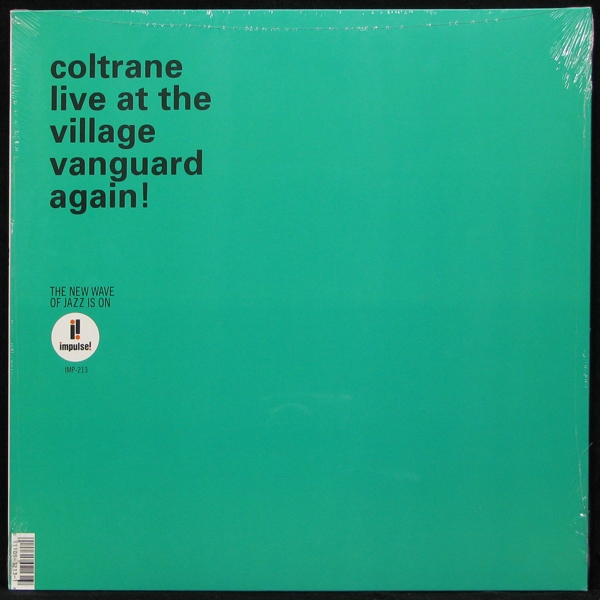 coltrane
live at the
village
vanguard
again!
THE NEW WAVE
OF JAZZ IS ON
impulse!
IMP-213